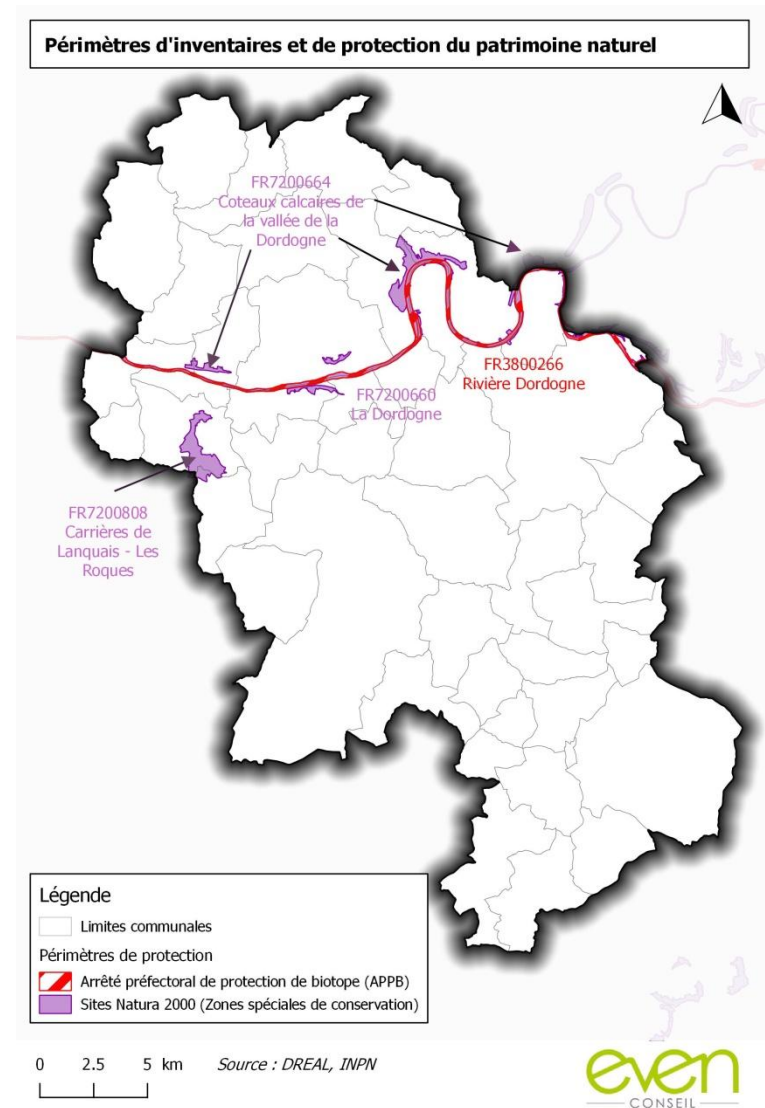 Périmètres d'inventaires et de protection du patrimoine naturel
FR7200664
Coteaux calcaires de
la vallée de la
Dordogne
FR3800266
Rivière Dordogne
FR7200660
La Dordogne
FR7200808
Carrières de
Lanquais - Les
Roques
Légende
Limites communales
Périmètres de protection
Arrêté préfectoral de protection de biotope (APPB)
Sites Natura 2000 (Zones spéciales de conservation)
0 2.5 5 km Source : DREAL, INPN
even
CONSEIL